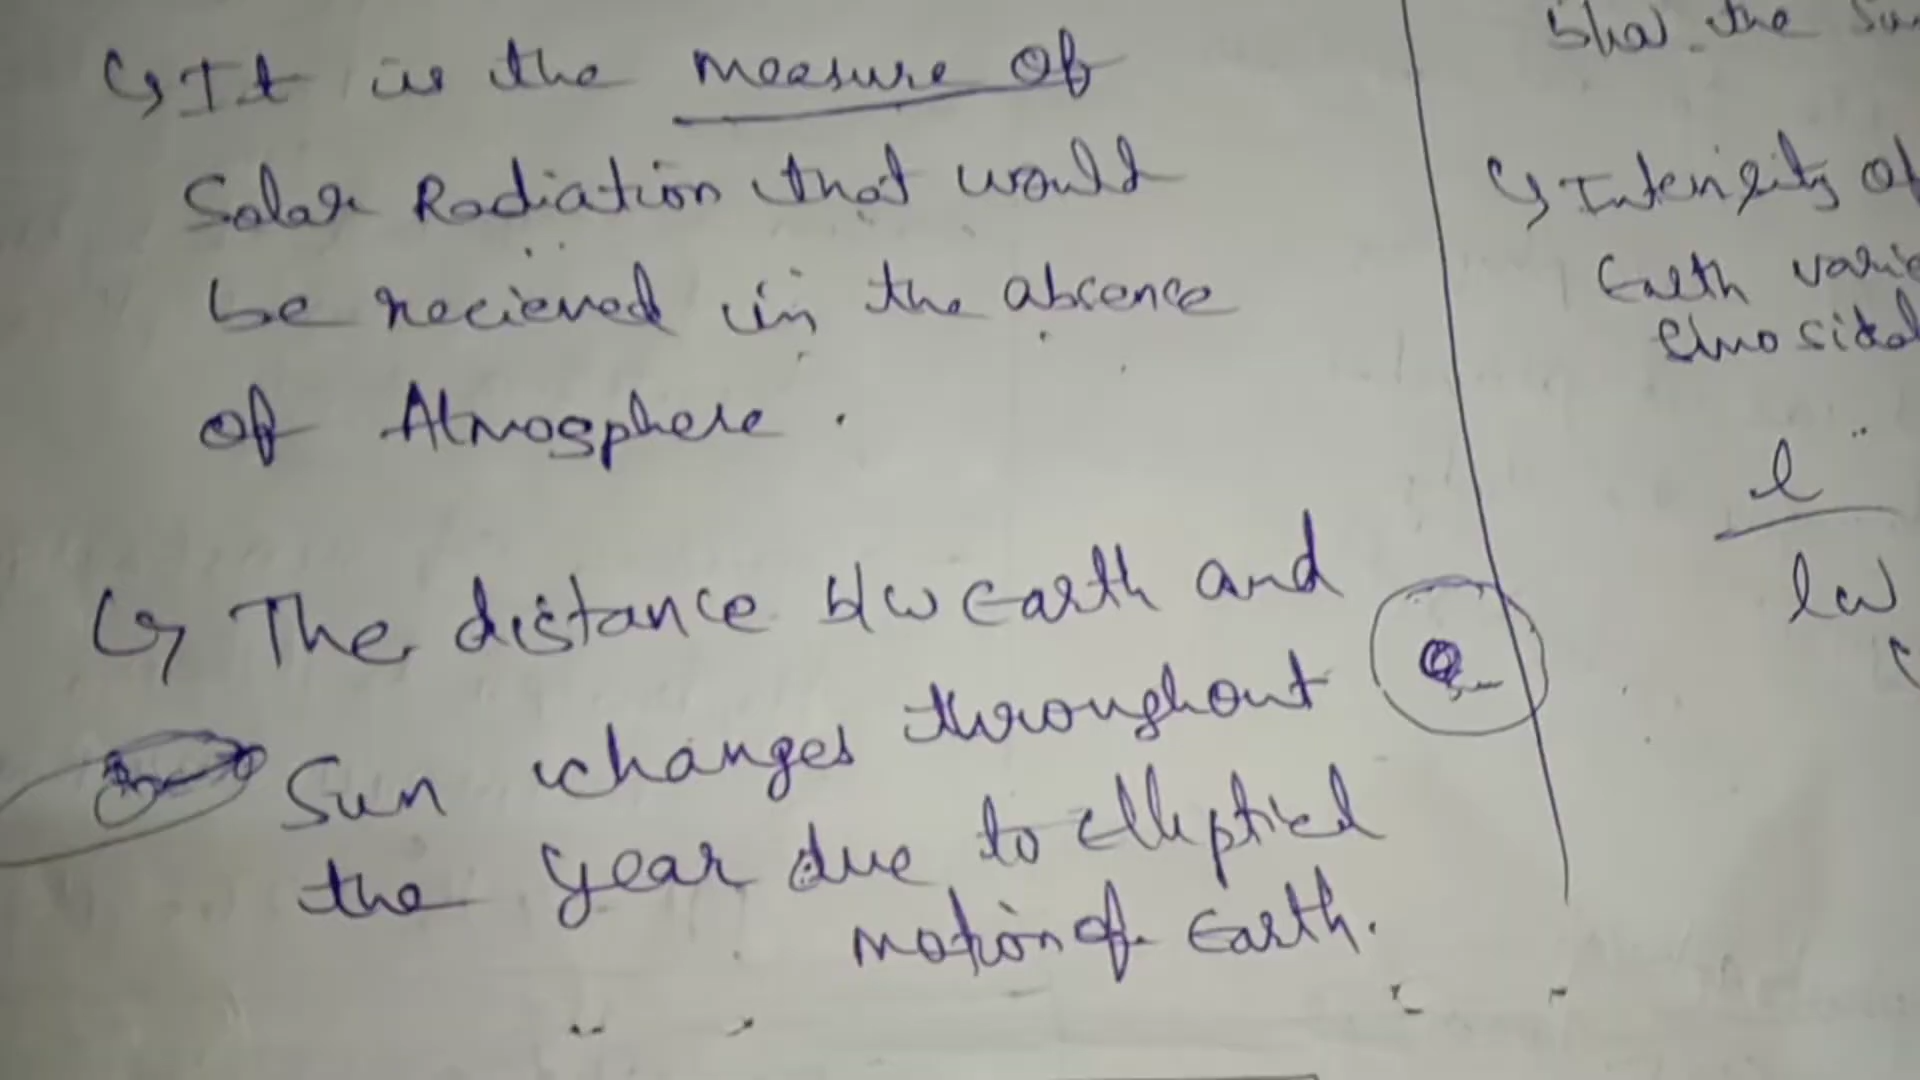 ↳ It is the measure of
Solar Radiation that would
be recieved in the absence
of Atmosphere.
↳ The distance b/w Earth and
Sun changes throughout
the year due to elliptical
motion of Earth.
the
↳ Intensity of
Earth
l